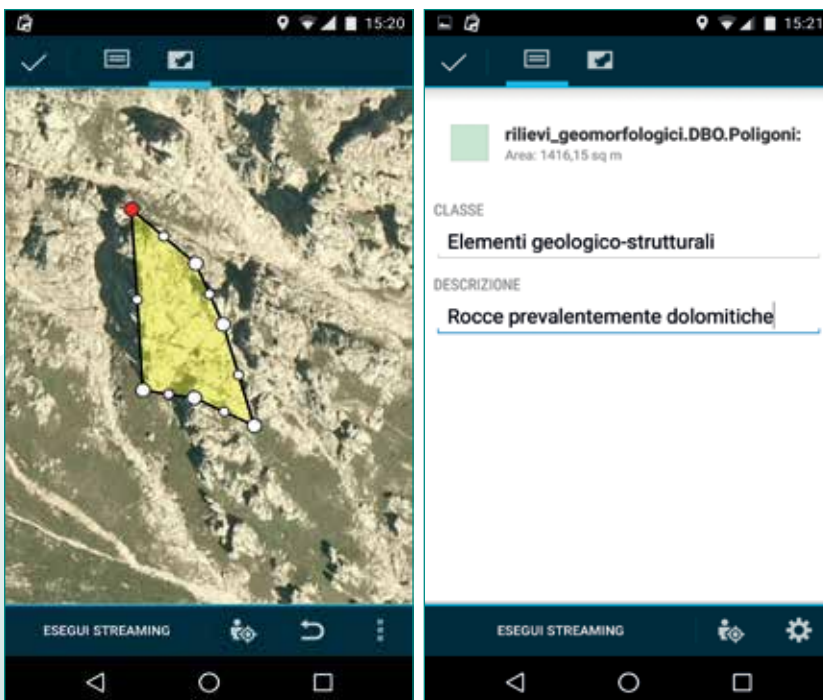 15:20
ESEGUI STREAMING
15:21
rilievi_geomorfologici.DBO.Poligoni:
Area: 1416,15 sq m
CLASSE
Elementi geologico-strutturali
DESCRIZIONE
Rocce prevalentemente dolomitiche
ESEGUI STREAMING